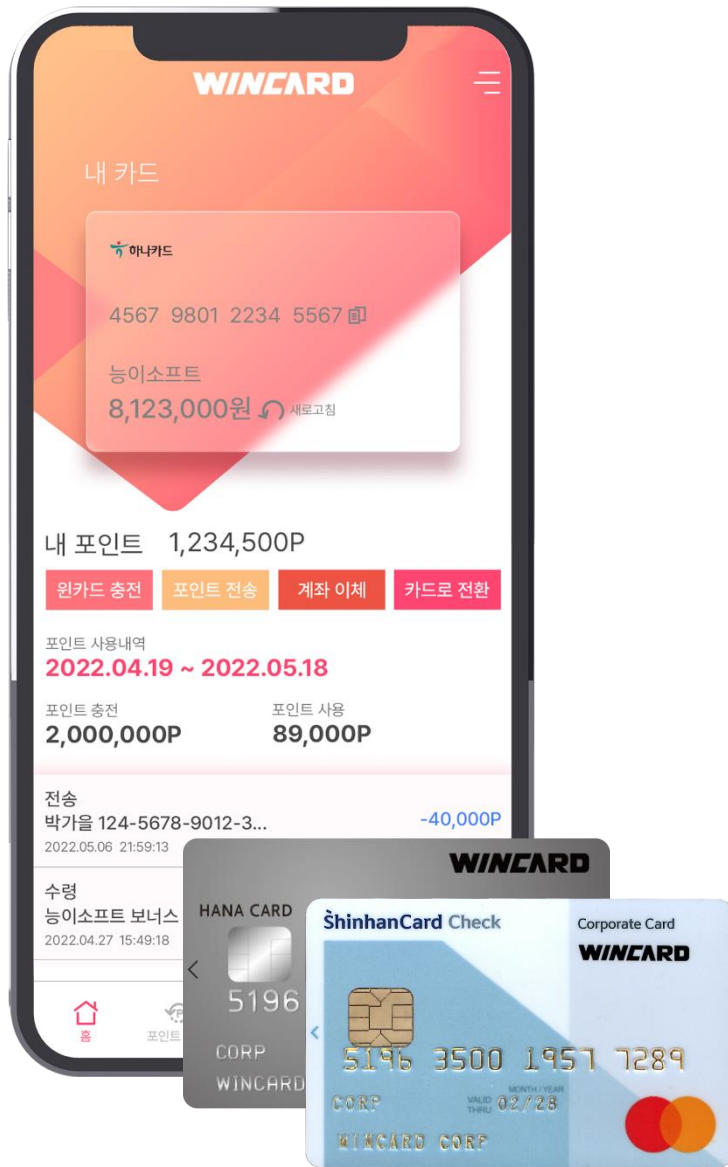 WINCARD
내 카드
하나카드
4567 9801 2234 5567
능이소프트
8,123,000원 새로고침
내 포인트 1,234,500P
윈카드 충전 포인트 전송 계좌 이체 카드로 전환
포인트 사용내역
2022.04.19 ~ 2022.05.18
포인트 충전 포인트 사용
2,000,000P 89,000P
전송
박가을 124-5678-9012-3... -40,000P
2022.05.06 21:59:13
수령
능이소프트 보너스
2022.04.27 15:49:18
홈 포인트
WINCARD
HANA CARD
5196
CORP
WINCARD
ShinhanCard Check
Corporate Card
WINCARD
5196 3500 1957 7289
MONTH / YEAR
CORP VALID THRU 02/28
WINCARD CORP